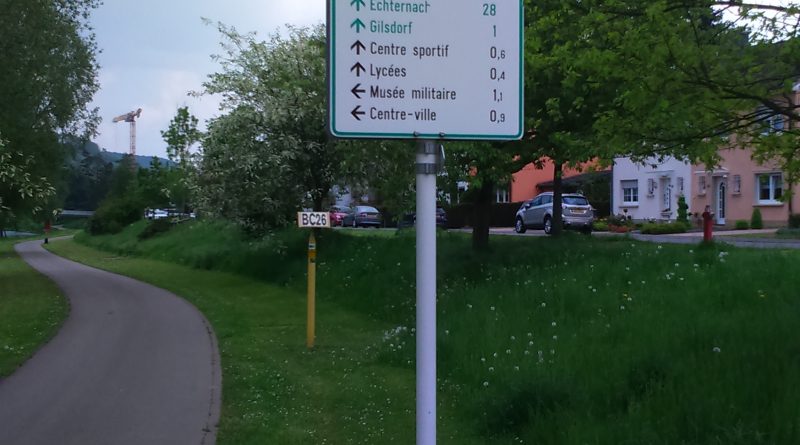 ↑ Echternach 28
↑ Gilsdorf 1
↑ Centre sportif 0,6
↑ Lycées 0,4
← Musée militaire 1,1
← Centre-ville 0,9
BC26